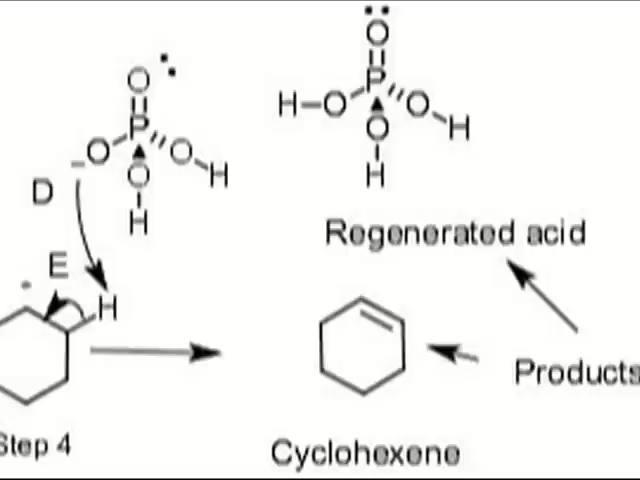 O
P
O
O
H
O
H
D
E
H
Step 4
O
P
H-O
O
H
O
H
Regenerated acid
Products
Cyclohexene